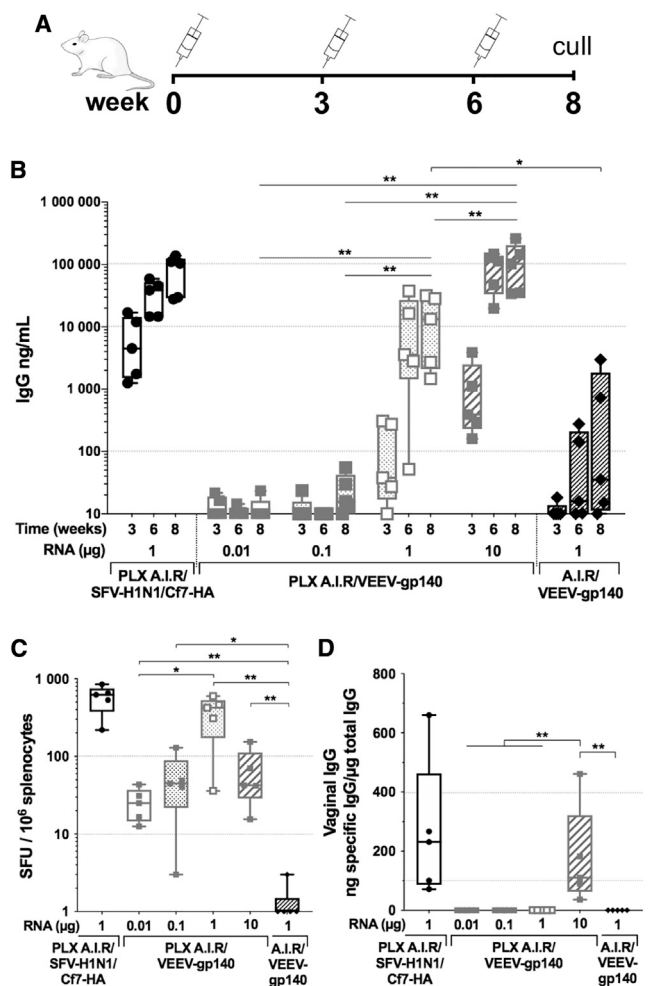 A
week
0 3 6 8
cull
B
*
**
**
**
**
**
IgG ng/mL
1 000 000
100 000
10 000
1 000
100
10
Time (weeks) 3 6 8 3 6 8 3 6 8 3 6 8 3 6 8 3 6 8
RNA (µg) 1 0.01 0.1 1 10 1
PLX A.I.R/
SFV-H1N1/Cf7-HA
PLX A.I.R/VEEV-gp140
A.I.R/
VEEV-gp140
C
*
**
* **
**
SFU / 10⁶ splenocytes
1 000
100
10
1
RNA (µg) 1 0.01 0.1 1 10 1
PLX A.I.R/
SFV-H1N1/
Cf7-HA
PLX A.I.R/
VEEV-gp140
A.I.R/
VEEV-
gp140
D
**
**
Vaginal IgG
ng specific IgG/µg total IgG
800
600
400
200
0
1 0.01 0.1 1 10 1
PLX A.I.R/
SFV-H1N1/
Cf7-HA
PLX A.I.R/
VEEV-gp140
A.I.R/
VEEV-
gp140